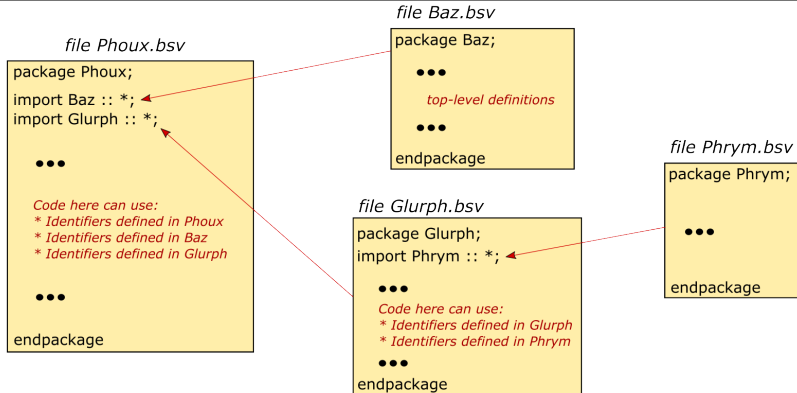 file Phoux.bsv
package Phoux;
import Baz :: *;
import Glurph :: *;
•••
Code here can use:
* Identifiers defined in Phoux
* Identifiers defined in Baz
* Identifiers defined in Glurph
•••
endpackage
file Baz.bsv
package Baz;
•••
top-level definitions
•••
endpackage
file Glurph.bsv
package Glurph;
import Phrym :: *;
•••
Code here can use:
* Identifiers defined in Glurph
* Identifiers defined in Phrym
•••
endpackage
file Phrym.bsv
package Phrym;
•••
endpackage